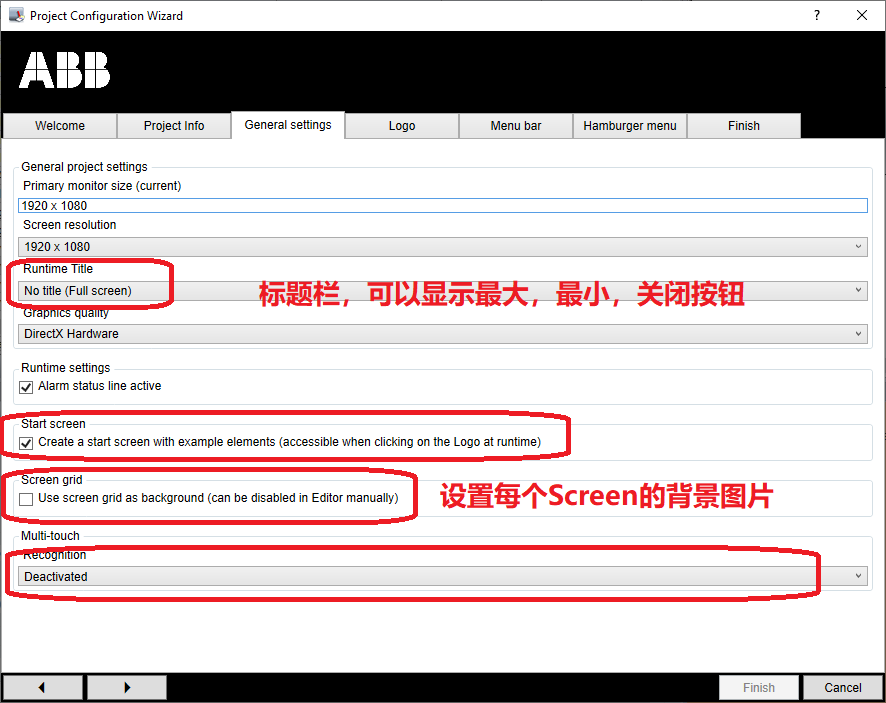 Project Configuration Wizard
?
ABB
Welcome
Project Info
General settings
Logo
Menu bar
Hamburger menu
Finish
General project settings
Primary monitor size (current)
1920 x 1080
Screen resolution
1920 x 1080
Runtime Title
No title (Full screen)
标题栏，可以显示最大，最小，关闭按钮
Graphics quality
DirectX Hardware
Runtime settings
Alarm status line active
Start screen
Create a start screen with example elements (accessible when clicking on the Logo at runtime)
Screen grid
Use screen grid as background (can be disabled in Editor manually)
设置每个Screen的背景图片
Multi-touch
Recognition
Deactivated
Finish
Cancel